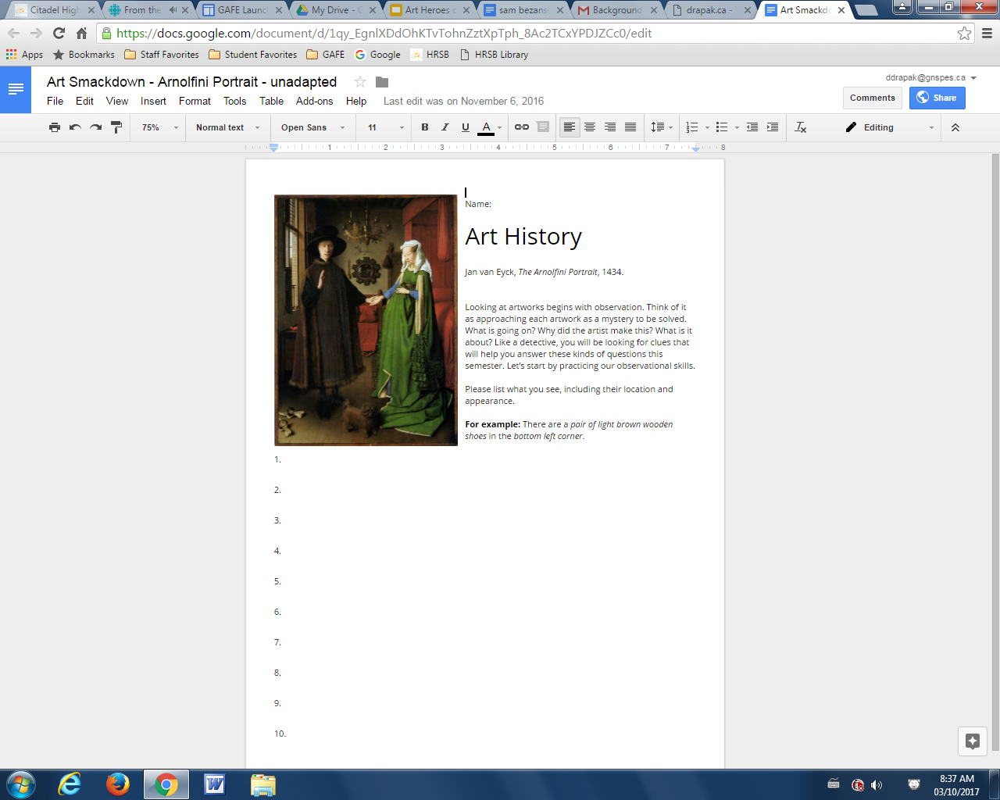 Citadel High
From the
GAFE Launc
My Drive - G
Art Heroes
sam bezans
Background
drapak.ca -
Art Smackdo
https://docs.google.com/document/d/1qy_EgnlXDdOhKTvTohnZztXpTph_8Ac2TCxYPDJZCc0/edit
Apps Bookmarks Staff Favorites Student Favorites GAFE Google HRSB HRSB Library
Art Smackdown - Arnolfini Portrait - unadapted
ddrapak@gnspes.ca
File Edit View Insert Format Tools Table Add-ons Help Last edit was on November 6, 2016
Comments Share
75% Normal text Open Sans 11 B I U A Editing
1 2 3 4 5 6 7 8
Name:
Art History
Jan van Eyck, The Arnolfini Portrait, 1434.
Looking at artworks begins with observation. Think of it
as approaching each artwork as a mystery to be solved.
What is going on? Why did the artist make this? What is it
about? Like a detective, you will be looking for clues that
will help you answer these kinds of questions this
semester. Let's start by practicing our observational skills.
Please list what you see, including their location and
appearance.
For example: There are a pair of light brown wooden
shoes in the bottom left corner.
1.
2.
3.
4.
5.
6.
7.
8.
9.
10.
8:37 AM
03/10/2017